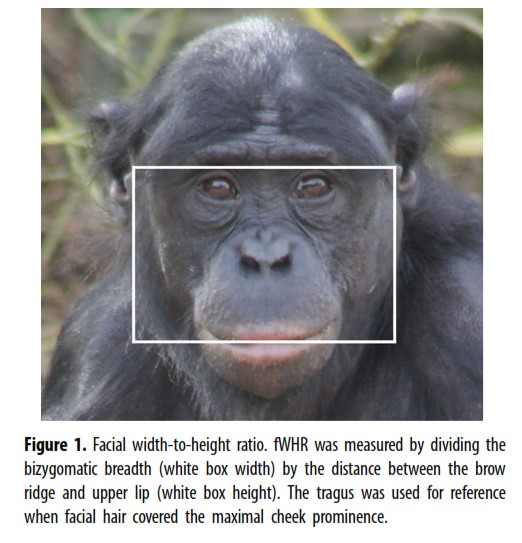 Figure 1. Facial width-to-height ratio. fWHR was measured by dividing the
bizygomatic breadth (white box width) by the distance between the brow
ridge and upper lip (white box height). The tragus was used for reference
when facial hair covered the maximal cheek prominence.